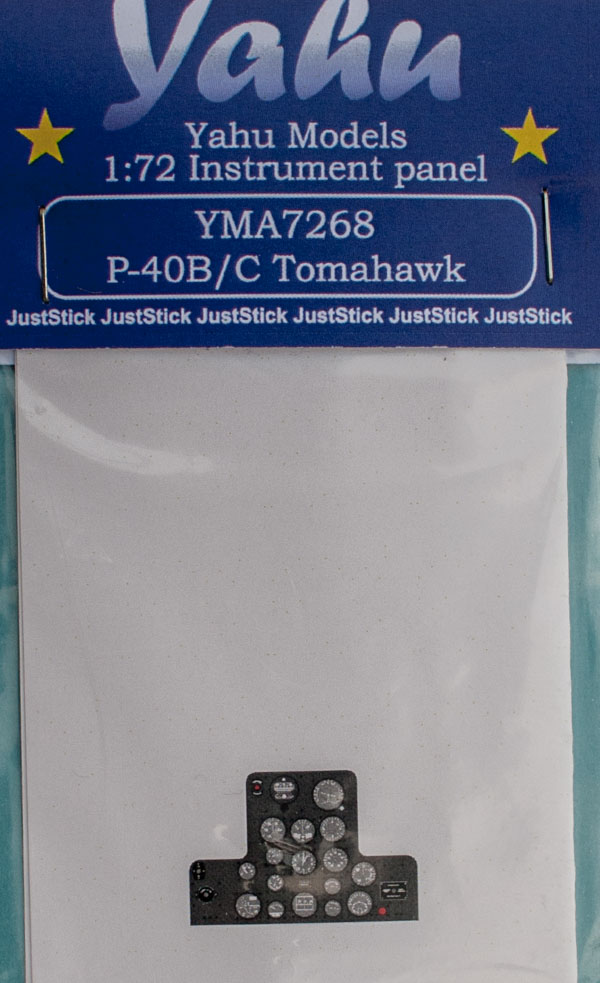 Yahu
Yahu Models
1:72 Instrument panel
YMA7268
P-40B/C Tomahawk
JustStick JustStick JustStick JustStick JustStick JustStick